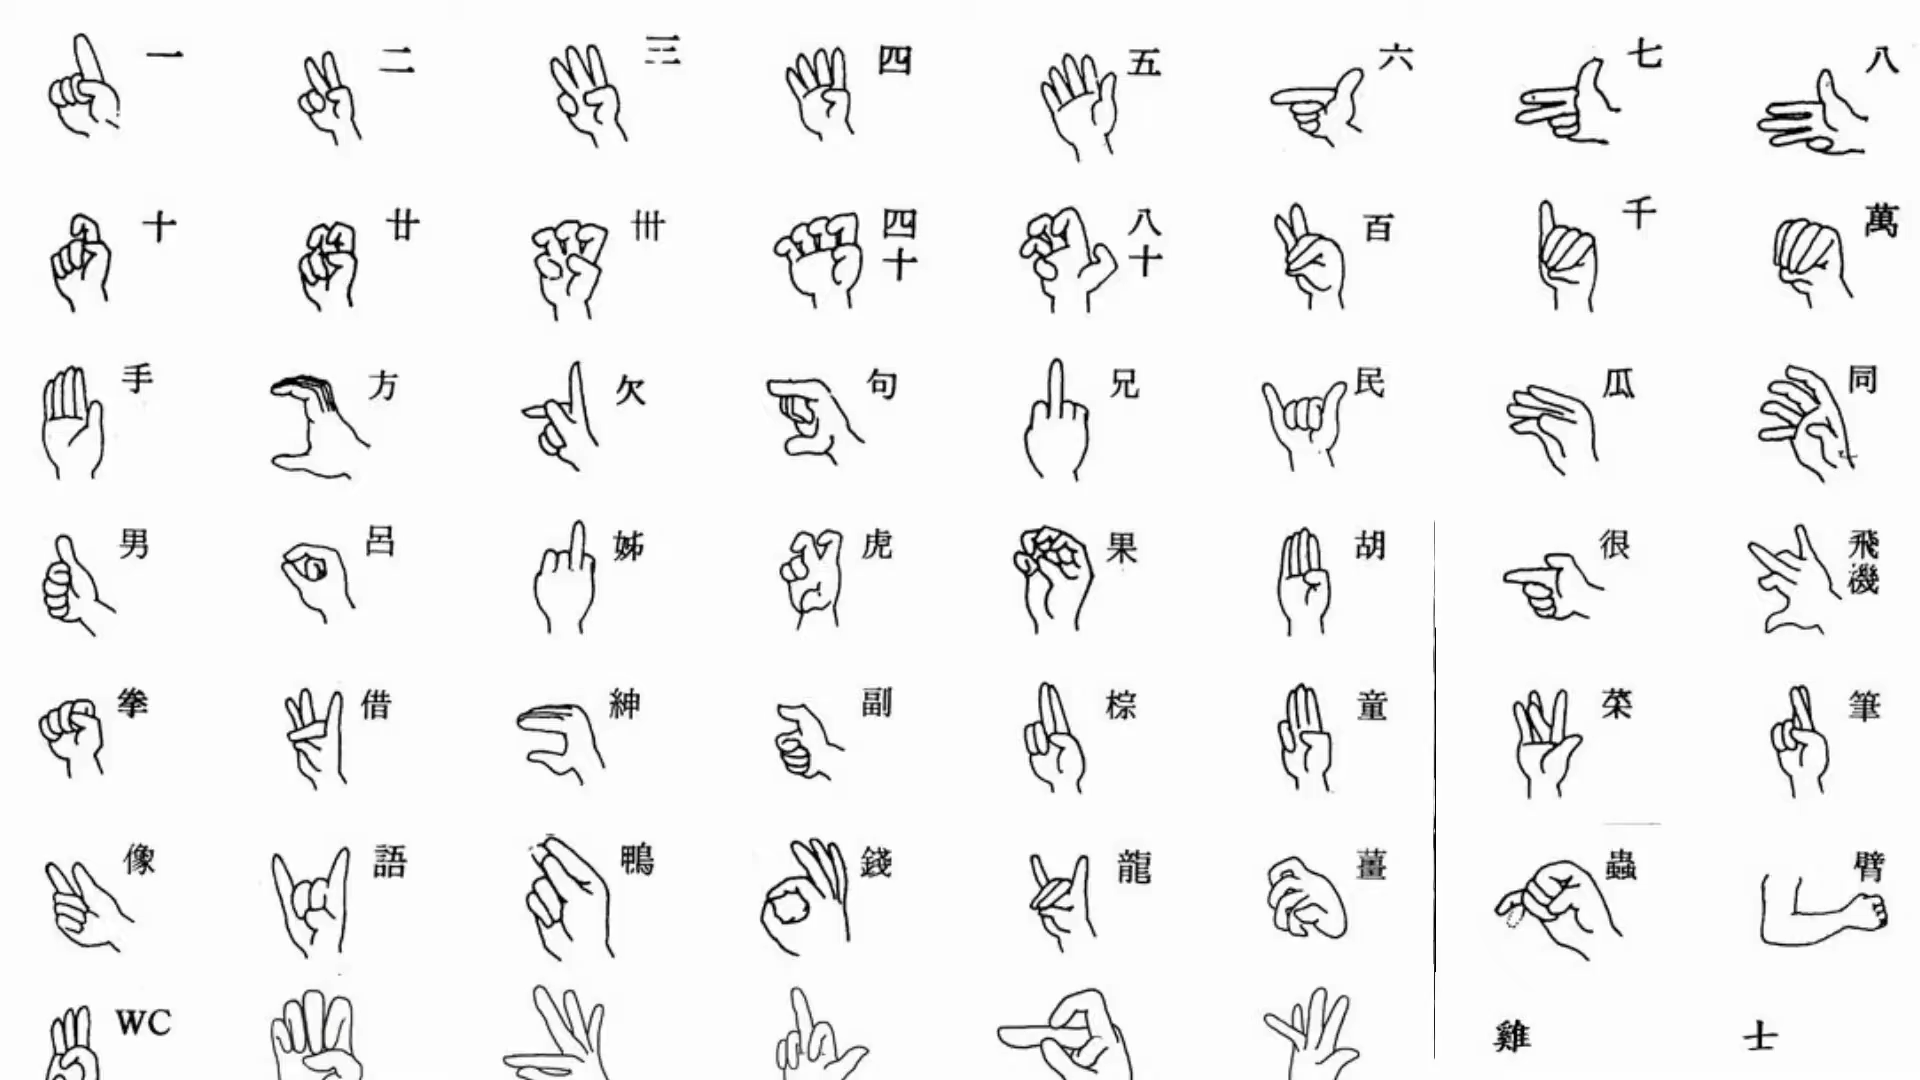 一 二 三 四 五 六 七 八
十 廿 卅 四十 八十 百 千 萬
手 方 欠 句 兄 民 瓜 同
男 呂 姊 虎 果 胡 很 飛機
拳 借 紳 副 棕 童 菜 筆
像 語 鴨 錢 龍 薑 蟲 臂
WC 雞 士